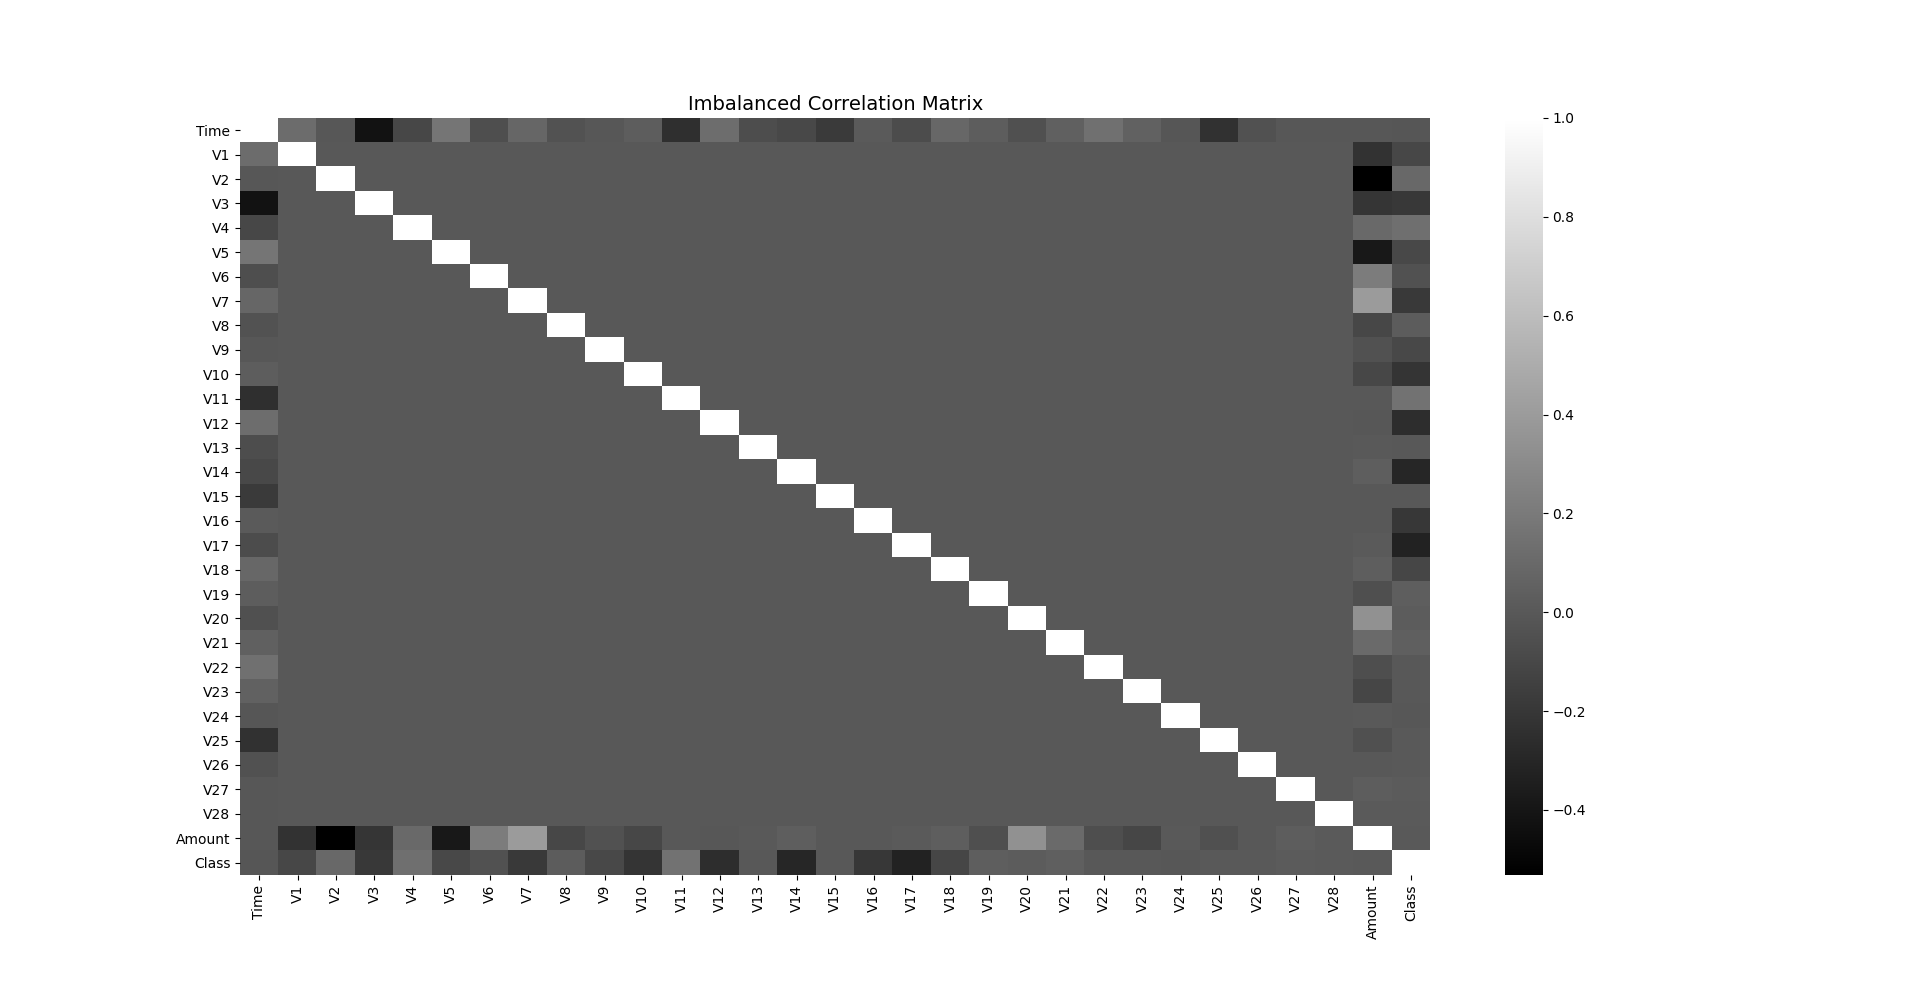 Imbalanced Correlation Matrix
Time
V1
V2
V3
V4
V5
V6
V7
V8
V9
V10
V11
V12
V13
V14
V15
V16
V17
V18
V19
V20
V21
V22
V23
V24
V25
V26
V27
V28
Amount
Class
Time V1 V2 V3 V4 V5 V6 V7 V8 V9 V10 V11 V12 V13 V14 V15 V16 V17 V18 V19 V20 V21 V22 V23 V24 V25 V26 V27 V28 Amount Class
1.0
0.8
0.6
0.4
0.2
0.0
−0.2
−0.4